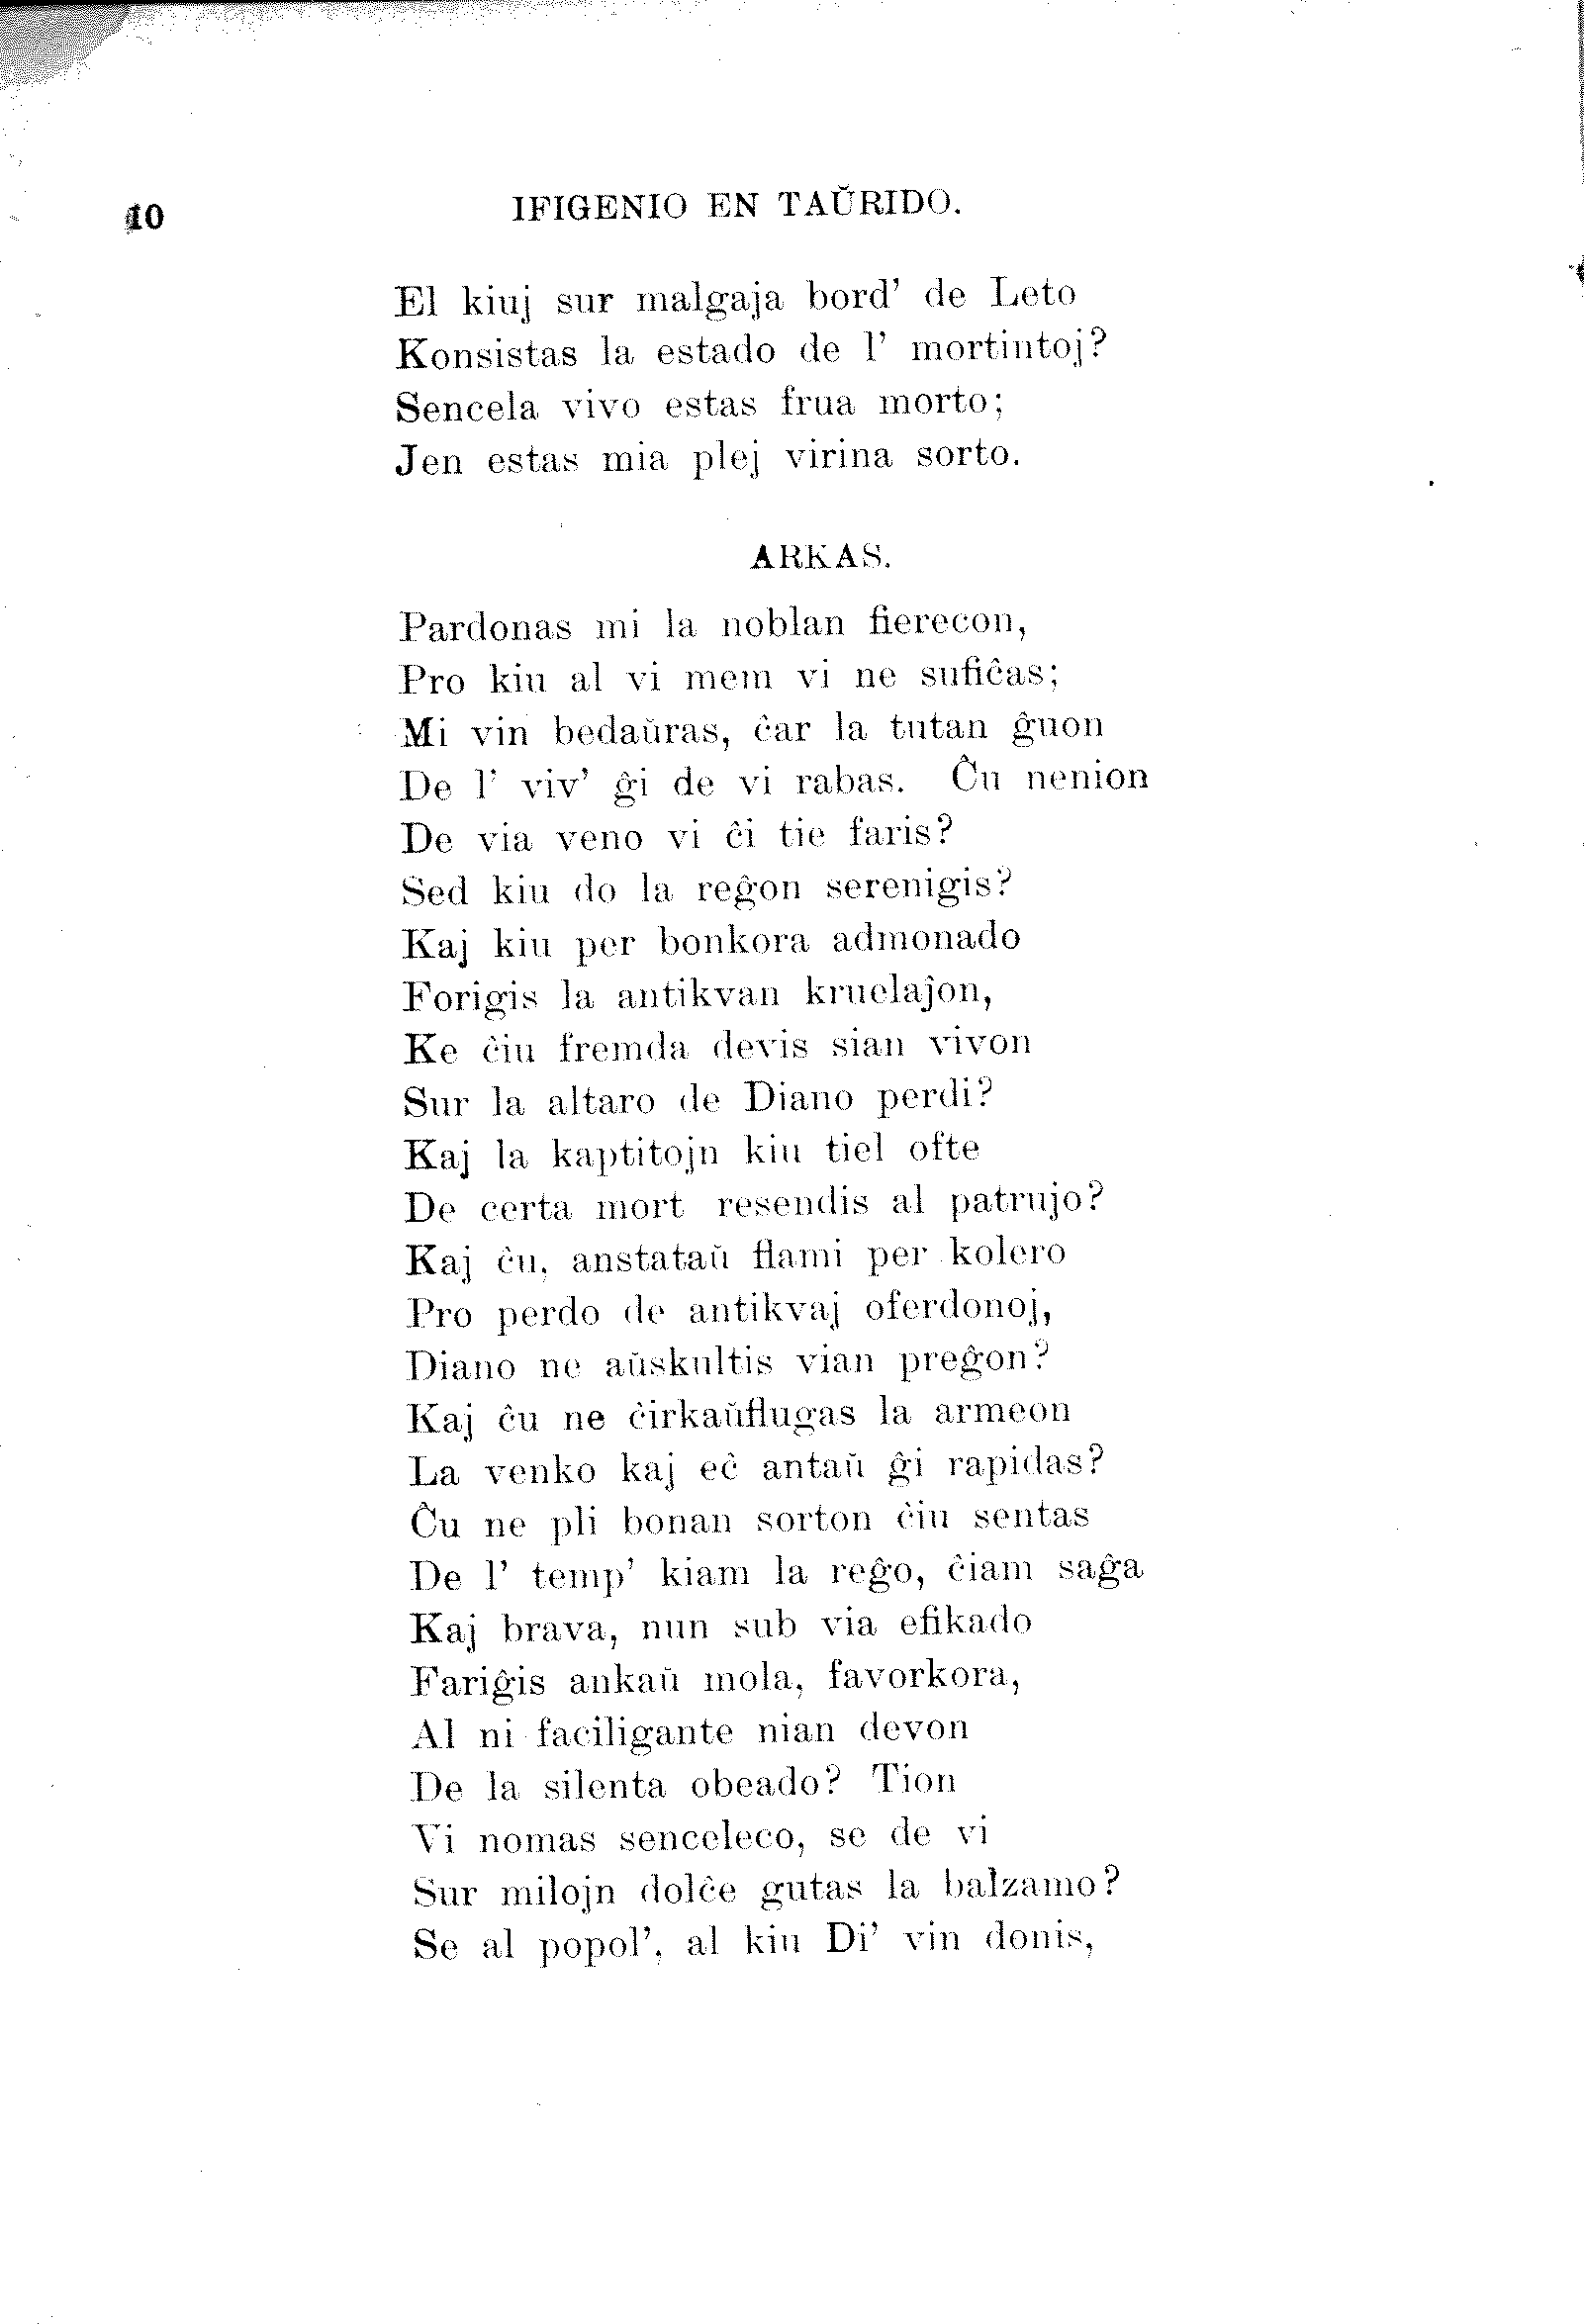 10
IFIGENIO EN TAŬRIDO.
El kiuj sur malgaja bord' de Leto
Konsistas la estado de l' mortintoj?
Sencela vivo estas frua morto;
Jen estas mia plej virina sorto.
ARKAS.
Pardonas mi la noblan fierecon,
Pro kiu al vi mem vi ne sufiĉas;
Mi vin bedaŭras, ĉar la tutan ĝuon
De l' viv' ĝi de vi rabas. Ĉu nenion
De via veno vi ĉi tie faris?
Sed kiu do la reĝon serenigis?
Kaj kiu per bonkora admonado
Forigis la antikvan kruelaĵon,
Ke ĉiu fremda devis sian vivon
Sur la altaro de Diano perdi?
Kaj la kaptitojn kiu tiel ofte
De certa mort resendis al patrujo?
Kaj ĉu, anstataŭ flami per kolero
Pro perdo de antikvaj oferdonoj,
Diano ne aŭskultis vian preĝon?
Kaj ĉu ne ĉirkaŭflugas la armeon
La venko kaj eĉ antaŭ ĝi rapidas?
Ĉu ne pli bonan sorton ĉiu sentas
De l' temp' kiam la reĝo, ĉiam saĝa
Kaj brava, nun sub via efikado
Fariĝis ankaŭ mola, favorkora,
Al ni faciligante nian devon
De la silenta obeado? Tion
Vi nomas senceleco, se de vi
Sur milojn dolĉe gutas la balzamo?
Se al popol', al kiu Di' vin donis,